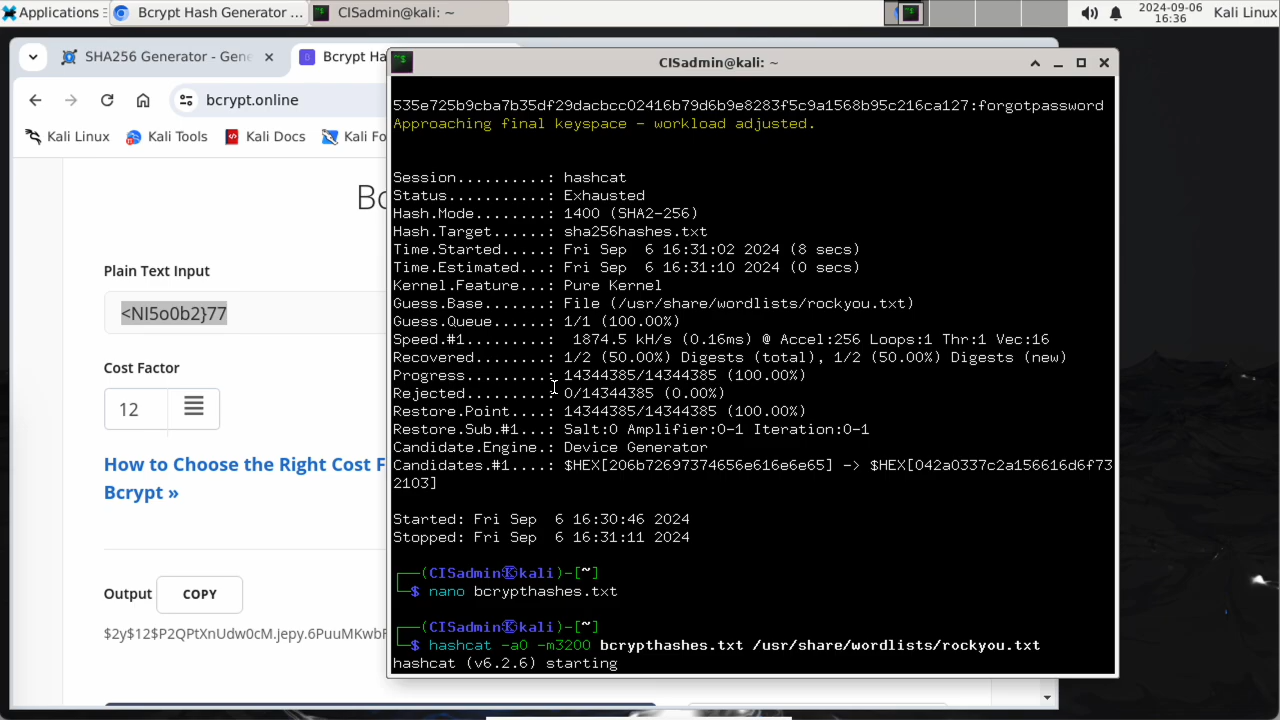 Applications
Bcrypt Hash Generator ...
CISadmin@kali: ~
2024-09-06
16:36
Kali Linux
SHA256 Generator - Gene
Bcrypt Ha
bcrypt.online
Kali Linux
Kali Tools
Kali Docs
Kali Fo
Bc
Plain Text Input
<NI5o0b2}77
Cost Factor
12
How to Choose the Right Cost F
Bcrypt »
Output
COPY
$2y$12$P2QPtXnUdw0cM.jepy.6PuuMKwbF
CISadmin@kali: ~
535e725b9cba7b35df29dacbcc02416b79d6b9e8283f5c9a1568b95c216ca127:forgotpassword
Approaching final keyspace - workload adjusted.
Session..........: hashcat
Status...........: Exhausted
Hash.Mode........: 1400 (SHA2-256)
Hash.Target......: sha256hashes.txt
Time.Started.....: Fri Sep  6 16:31:02 2024 (8 secs)
Time.Estimated...: Fri Sep  6 16:31:10 2024 (0 secs)
Kernel.Feature...: Pure Kernel
Guess.Base.......: File (/usr/share/wordlists/rockyou.txt)
Guess.Queue......: 1/1 (100.00%)
Speed.#1.........:  1874.5 kH/s (0.16ms) @ Accel:256 Loops:1 Thr:1 Vec:16
Recovered........: 1/2 (50.00%) Digests (total), 1/2 (50.00%) Digests (new)
Progress.........: 14344385/14344385 (100.00%)
Rejected.........: 0/14344385 (0.00%)
Restore.Point....: 14344385/14344385 (100.00%)
Restore.Sub.#1...: Salt:0 Amplifier:0-1 Iteration:0-1
Candidate.Engine.: Device Generator
Candidates.#1....: $HEX[206b72697374656e616e6e65] -> $HEX[042a0337c2a156616d6f73
2103]
Started: Fri Sep  6 16:30:46 2024
Stopped: Fri Sep  6 16:31:11 2024
┌──(CISadmin㉿kali)-[~]
└─$ nano bcrypthashes.txt
┌──(CISadmin㉿kali)-[~]
└─$ hashcat -a0 -m3200 bcrypthashes.txt /usr/share/wordlists/rockyou.txt
hashcat (v6.2.6) starting